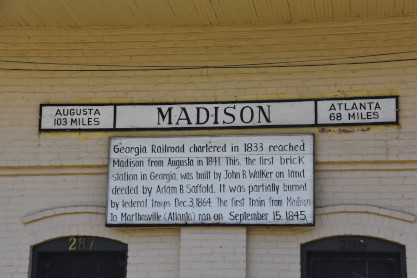 AUGUSTA
103 MILES
MADISON
ATLANTA
68 MILES
Georgia Railroad chartered in 1833 reached
Madison from Augusta in 1841. This, the first brick
station in Georgia, was built by John B. Walker on land
deeded by Adam B. Saffold. It was partially burned
by federal troops Dec. 3, 1864. The first Train from Madison
To Marthasville (Atlanta) ran on September 15, 1845.
287